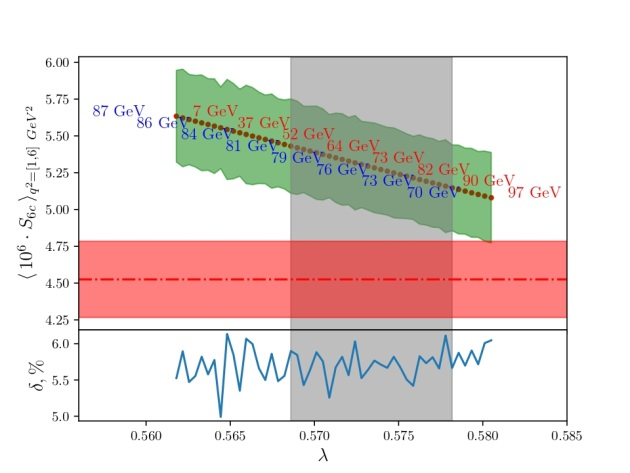 6.00
5.75
5.50
5.25
5.00
4.75
4.50
4.25
⟨10⁶ · S₆c⟩q²=[1,6] GeV²
87 GeV
86 GeV
84 GeV
81 GeV
79 GeV
76 GeV
73 GeV
70 GeV
7 GeV
37 GeV
52 GeV
64 GeV
73 GeV
82 GeV
90 GeV
97 GeV
6.0
5.5
5.0
δ, %
0.560 0.565 0.570 0.575 0.580 0.585
λ